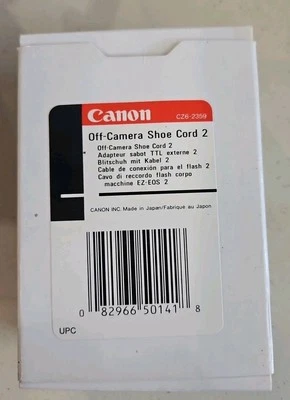 Canon
CZ6-2359
Off-Camera Shoe Cord 2
Off-Camera Shoe Cord 2
Adapteur sabot TTL externe 2
Blitschuh mit Kabel 2
Cable de conexión para el flash 2
Cavo di reccordo flash corpo
macchine EZ-EOS 2
CANON INC. Made in Japan/Fabriqué au Japon
0 82966 50141 8
UPC